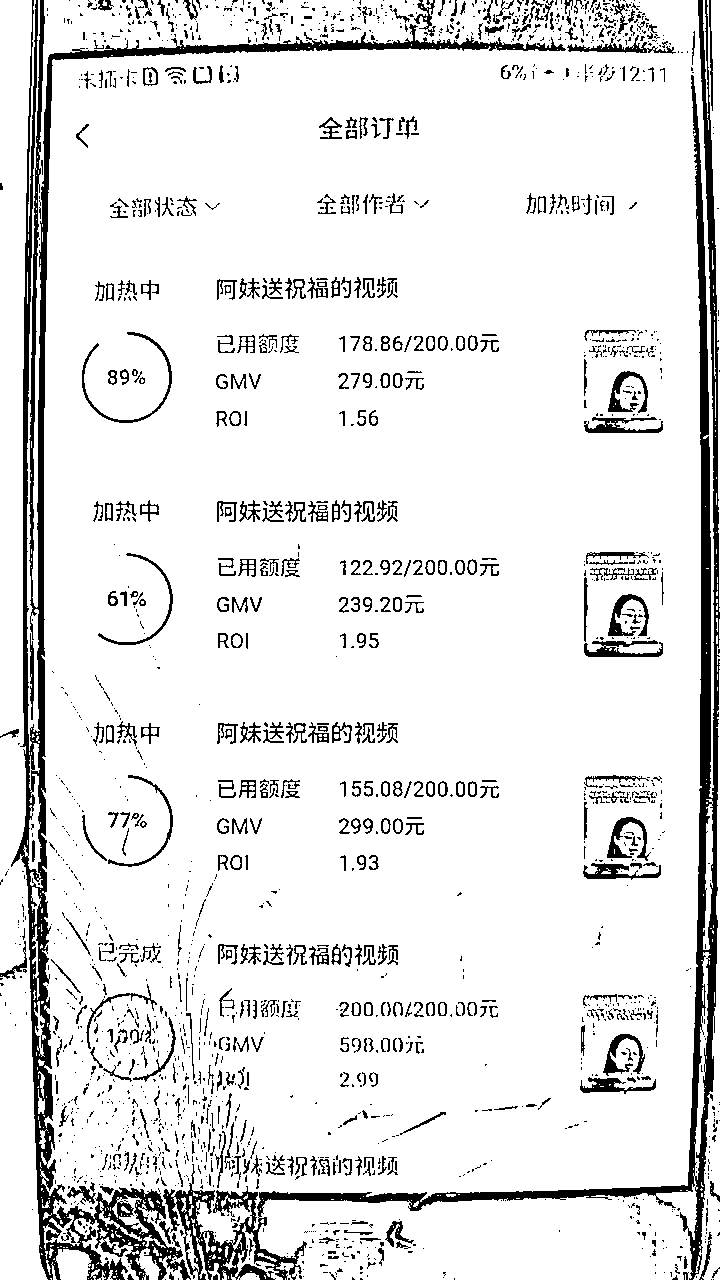 未插卡 6% 半夜12:11
全部订单
全部状态 全部作者 加热时间
加热中 阿妹送祝福的视频
89% 已用额度 178.86/200.00元
GMV 279.00元
ROI 1.56
加热中 阿妹送祝福的视频
61% 已用额度 122.92/200.00元
GMV 239.20元
ROI 1.95
加热中 阿妹送祝福的视频
77% 已用额度 155.08/200.00元
GMV 299.00元
ROI 1.93
已完成 阿妹送祝福的视频
100% 已用额度 200.00/200.00元
GMV 598.00元
ROI 2.99
阿妹送祝福的视频